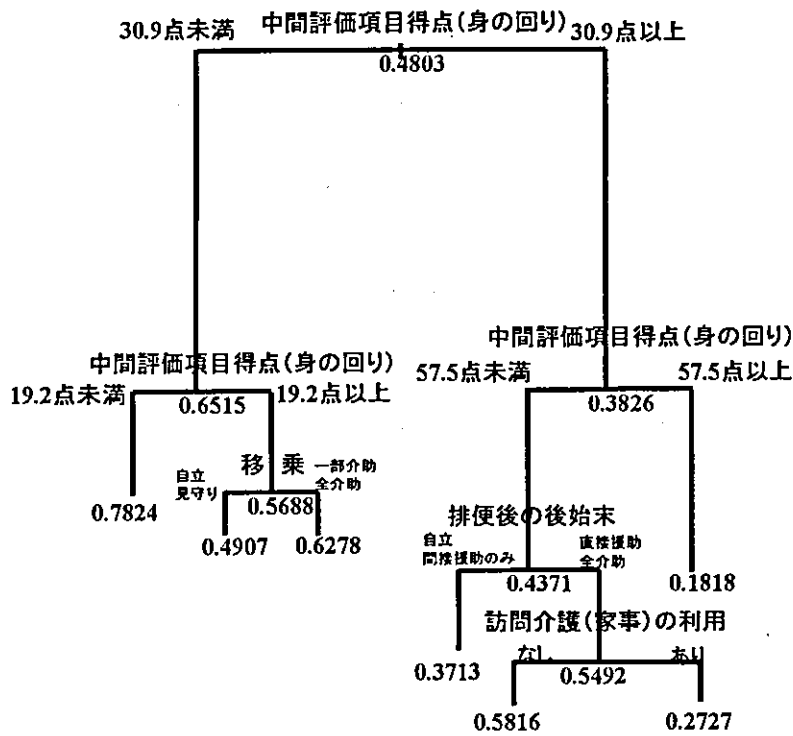 30.9点未満 中間評価項目得点(身の回り) 30.9点以上
0.4803
中間評価項目得点(身の回り)
19.2点未満 19.2点以上
0.6515
0.7824
移 乗
自立
見守り
一部介助
全介助
0.5688
0.4907 0.6278
中間評価項目得点(身の回り)
57.5点未満 57.5点以上
0.3826
排便後の後始末
自立
間接援助のみ
直接援助
全介助
0.4371
0.1818
0.3713
訪問介護(家事)の利用
なし あり
0.5492
0.5816 0.2727